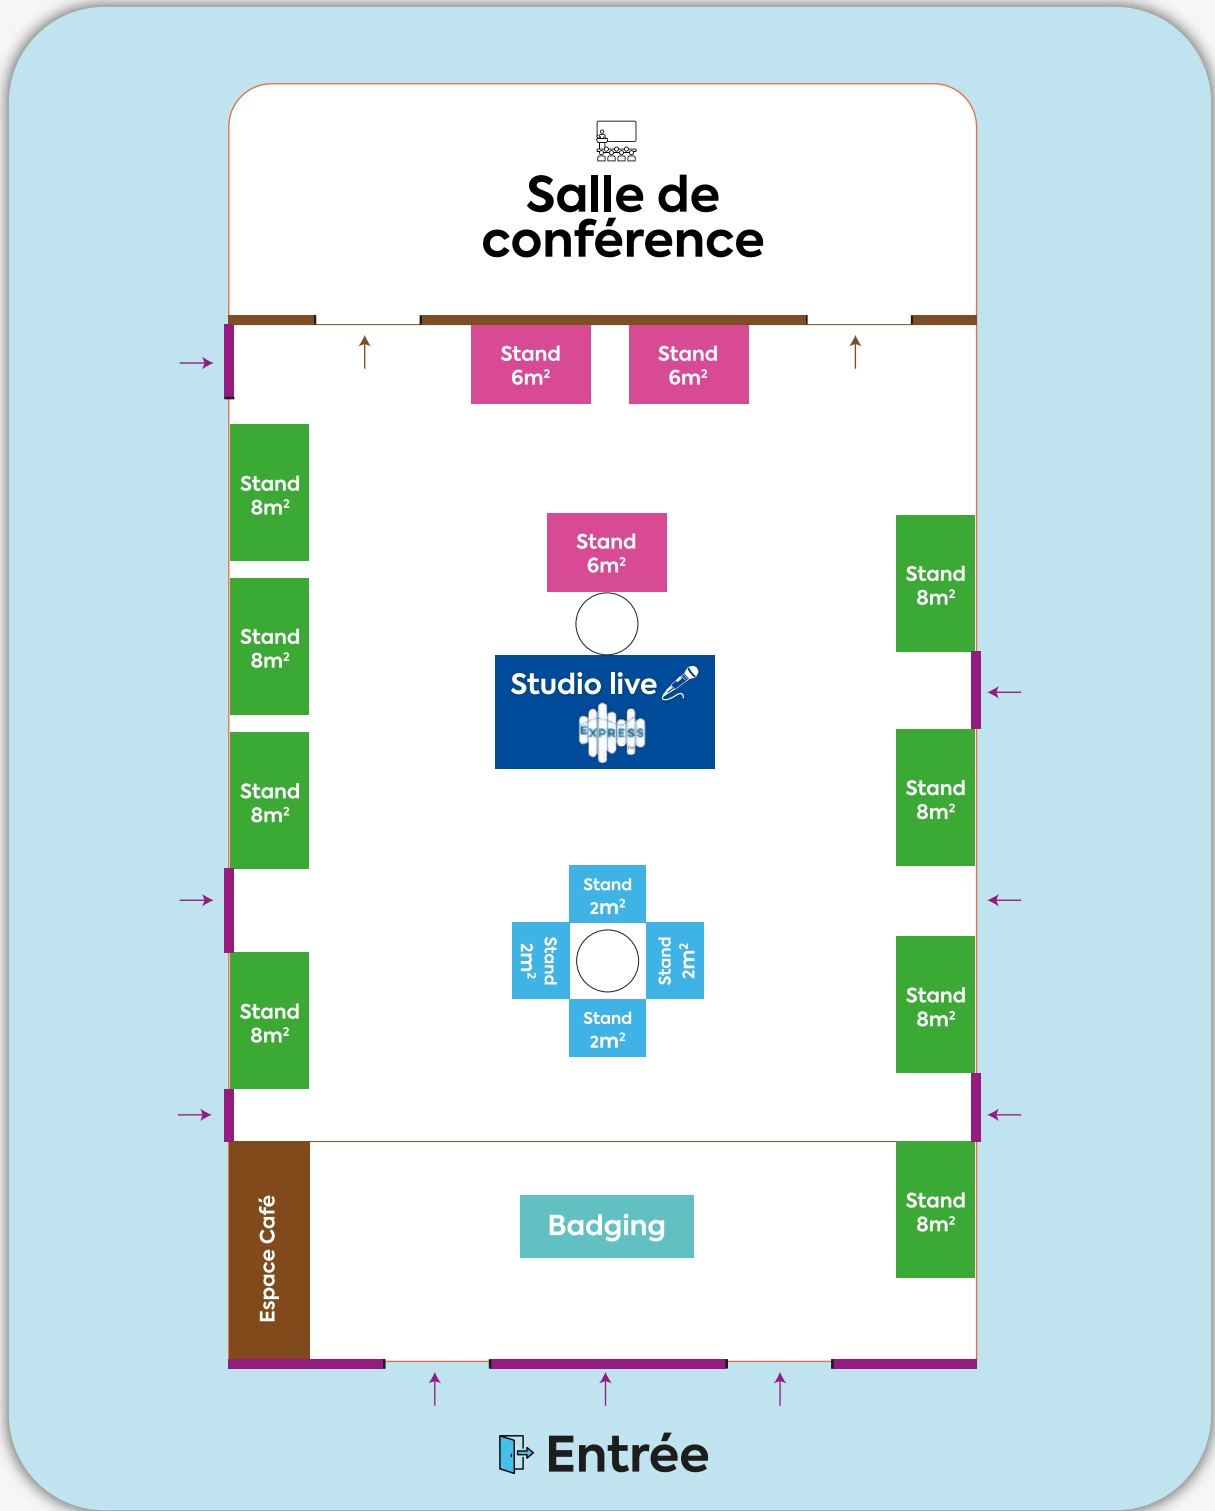 Salle de
conférence
Stand
6m²
Stand
6m²
Stand
8m²
Stand
6m²
Stand
8m²
Stand
8m²
Studio live
EXPRESS
Stand
8m²
Stand
8m²
Stand
2m²
Stand
2m²
Stand
2m²
Stand
2m²
Stand
8m²
Stand
8m²
Espace Café
Badging
Stand
8m²
Entrée